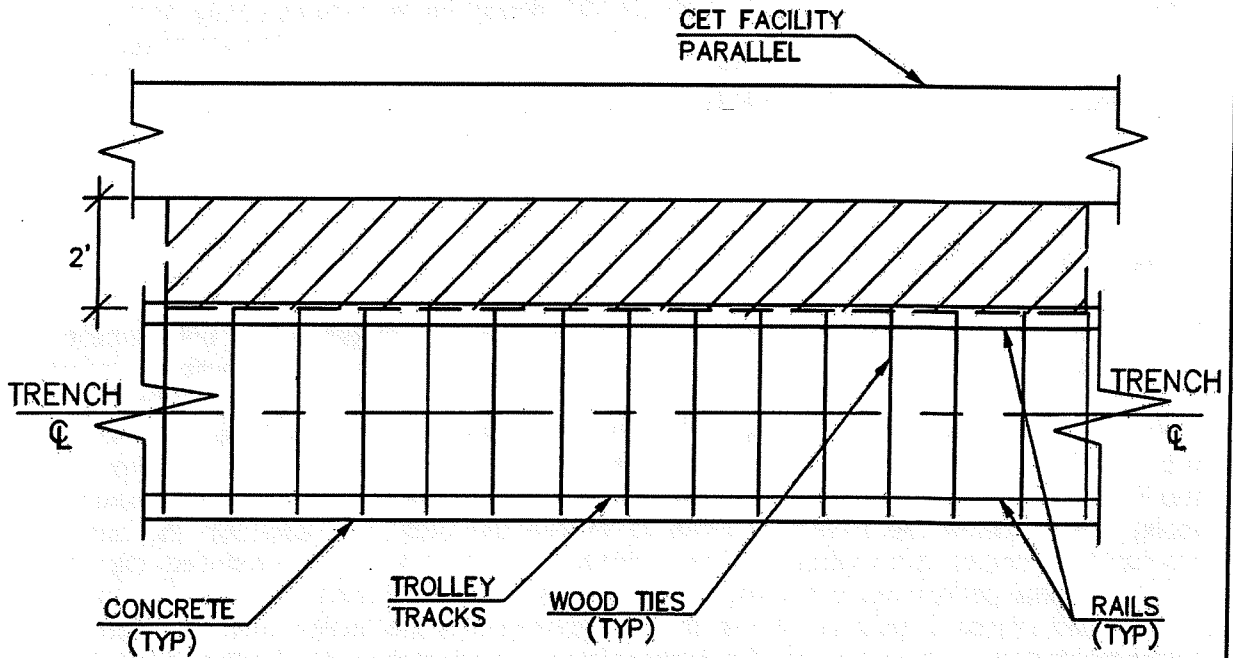 CET FACILITY
PARALLEL
2'
TRENCH
℄
TRENCH
℄
CONCRETE
(TYP)
TROLLEY
TRACKS
WOOD TIES
(TYP)
RAILS
(TYP)